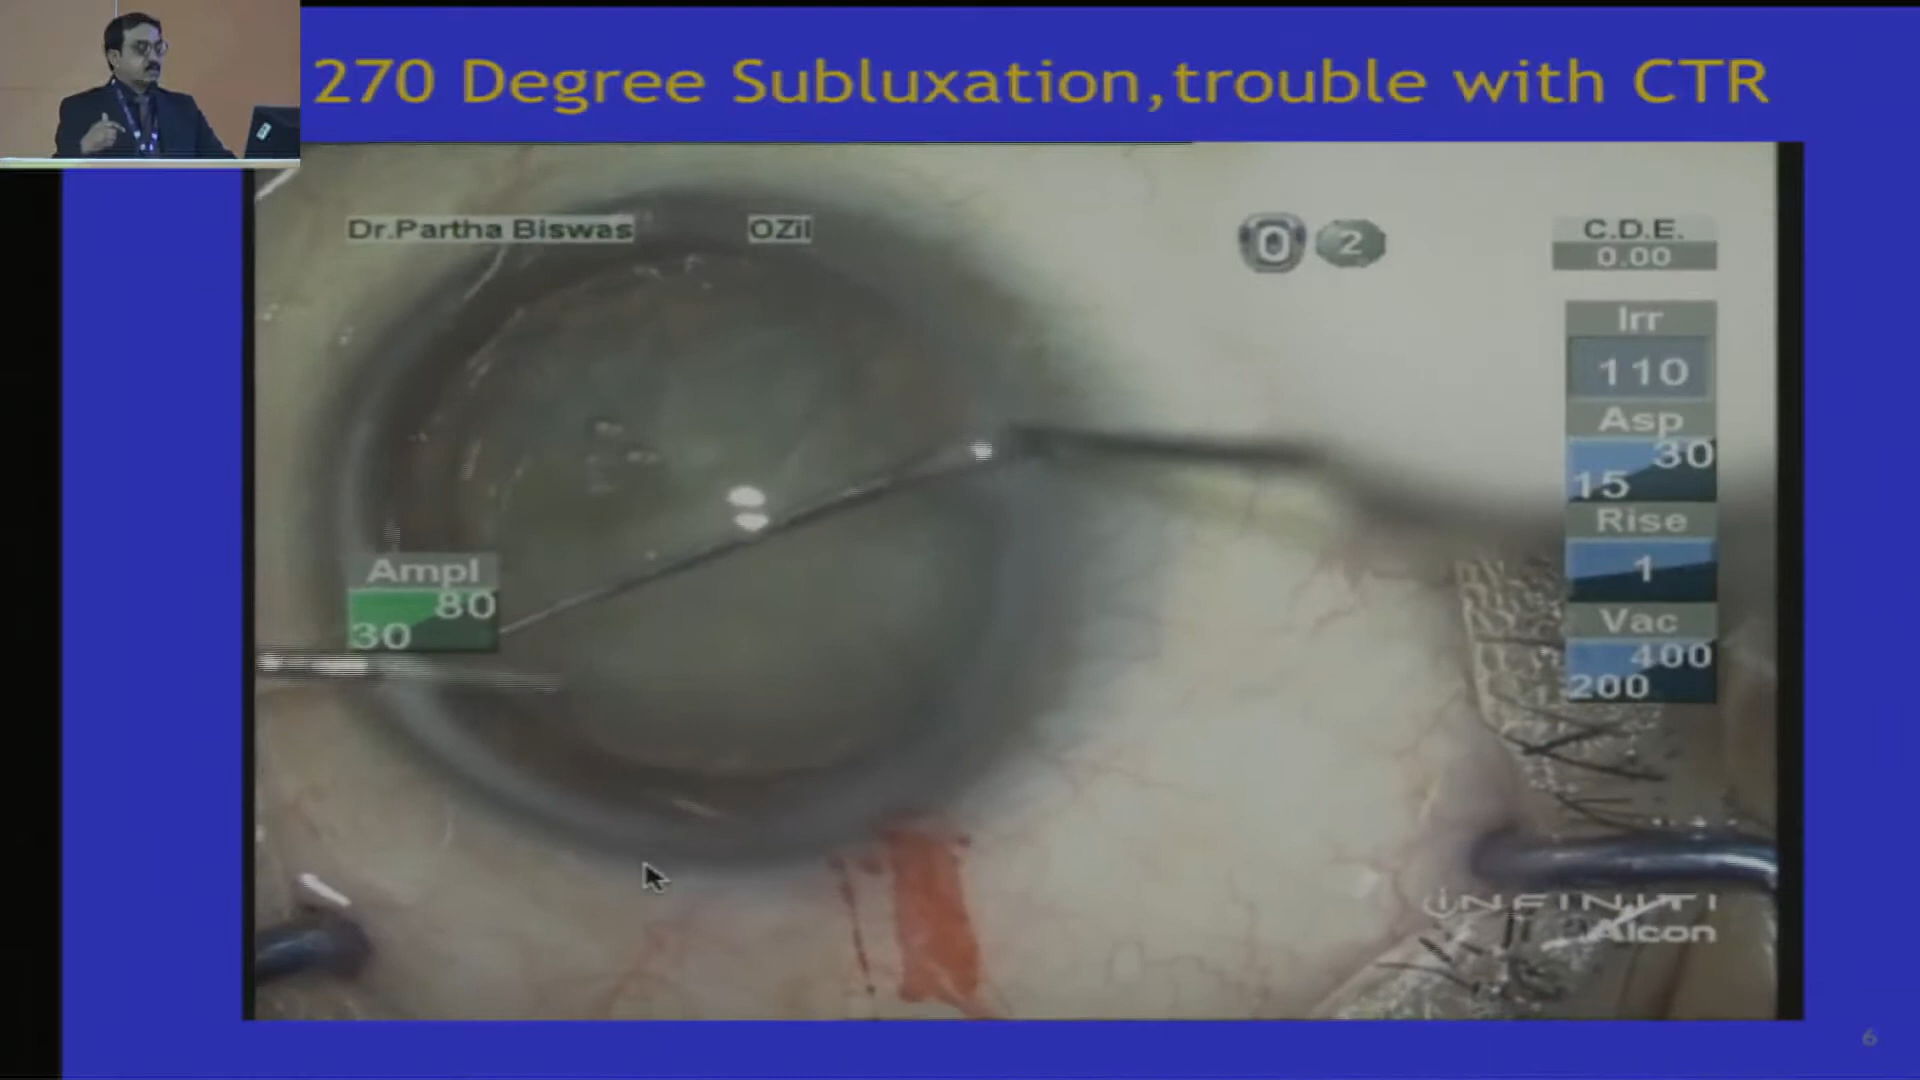 270 Degree Subluxation,trouble with CTR
Dr.Partha Biswas
OZil
0
2
C.D.E.
0.00
Irr
110
Asp
30
15
Rise
1
Vac
400
200
Ampl
80
30
INFINITI
Alcon
6